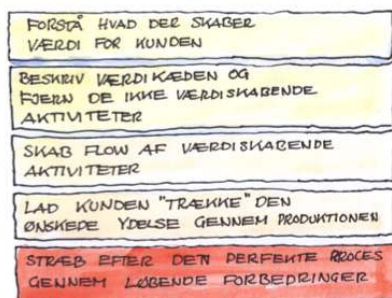 FORSTÅ HVAD DER SKABER
VÆRDI FOR KUNDEN
BESKRIV VÆRDIKÆDEN OG
FJERN DE IKKE VÆRDISKABENDE
AKTIVITETER
SKAB FLOW AF VÆRDISKABENDE
AKTIVITETER
LAD KUNDEN "TRÆKKE" DEN
ØNSKEDE YDELSE GENNEM PRODUKTIONEN
STRÆB EFTER DEN PERFEKTE PROCES
GENNEM LØBENDE FORBEDRINGER